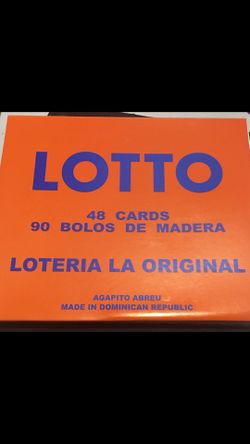 LOTTO
48 CARDS
90 BOLOS DE MADERA
LOTERIA LA ORIGINAL
AGAPITO ABREU
MADE IN DOMINICAN REPUBLIC